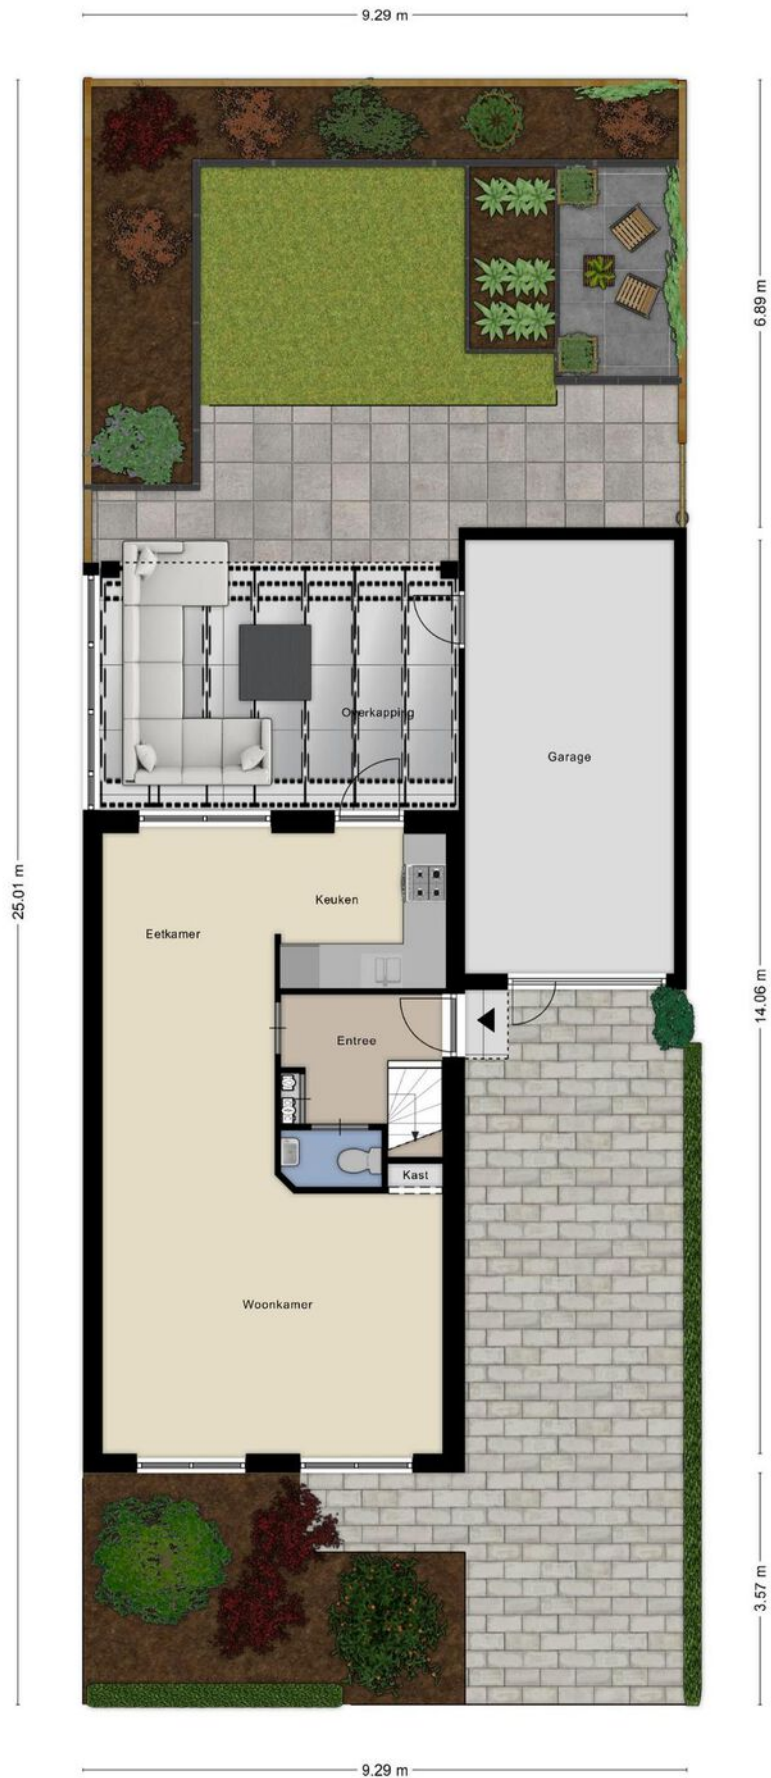 9.29 m
6.89 m
Overkapping
Garage
25.01 m
Keuken
Eetkamer
14.06 m
Entree
Kast
Woonkamer
3.57 m
9.29 m